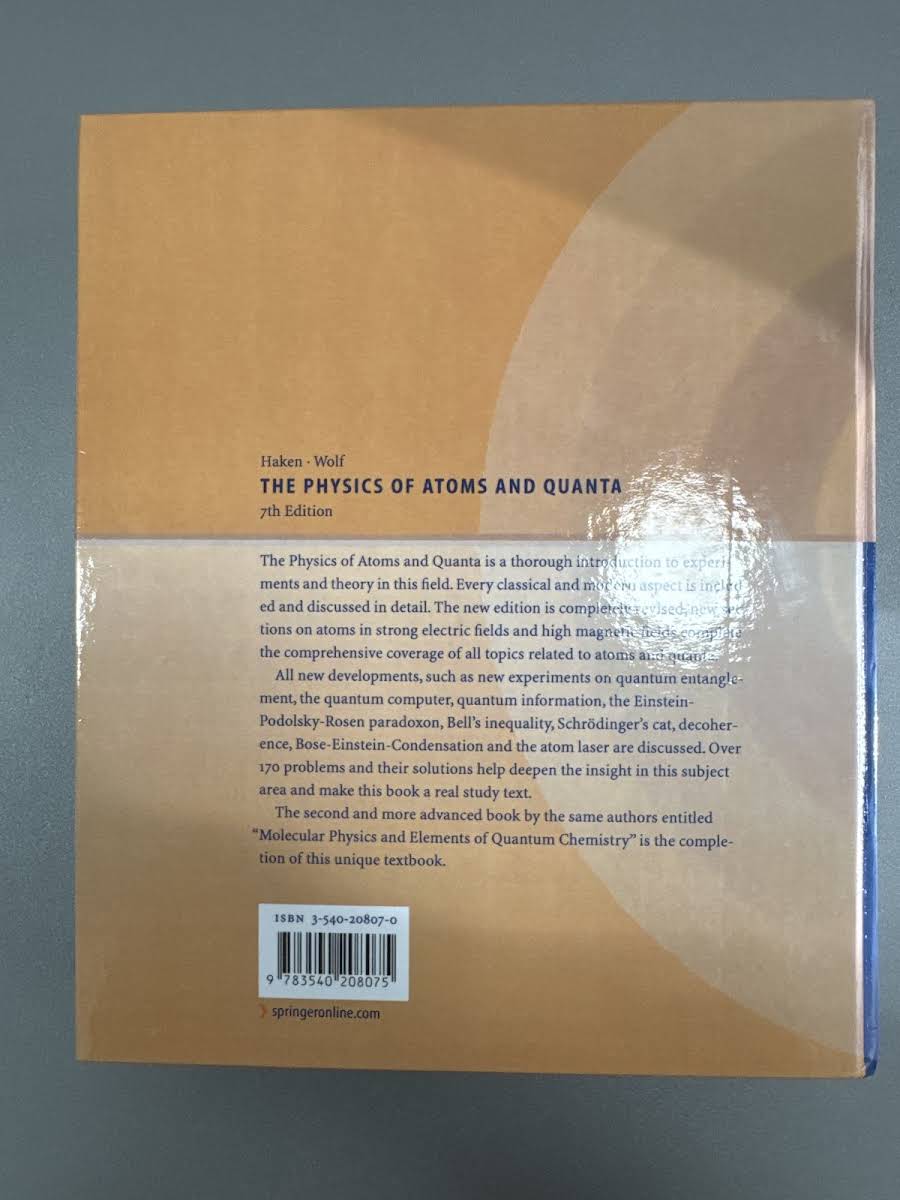 Haken · Wolf
THE PHYSICS OF ATOMS AND QUANTA
7th Edition
The Physics of Atoms and Quanta is a thorough introduction to experi-
ments and theory in this field. Every classical and modern aspect is includ-
ed and discussed in detail. The new edition is completely revised; new sec-
tions on atoms in strong electric fields and high magnetic fields complete
the comprehensive coverage of all topics related to atoms and quanta.
All new developments, such as new experiments on quantum entangle-
ment, the quantum computer, quantum information, the Einstein-
Podolsky-Rosen paradoxon, Bell's inequality, Schrödinger's cat, decoher-
ence, Bose-Einstein-Condensation and the atom laser are discussed. Over
170 problems and their solutions help deepen the insight in this subject
area and make this book a real study text.
The second and more advanced book by the same authors entitled
“Molecular Physics and Elements of Quantum Chemistry” is the comple-
tion of this unique textbook.
ISBN 3-540-20807-0
9 783540 208075
springeronline.com